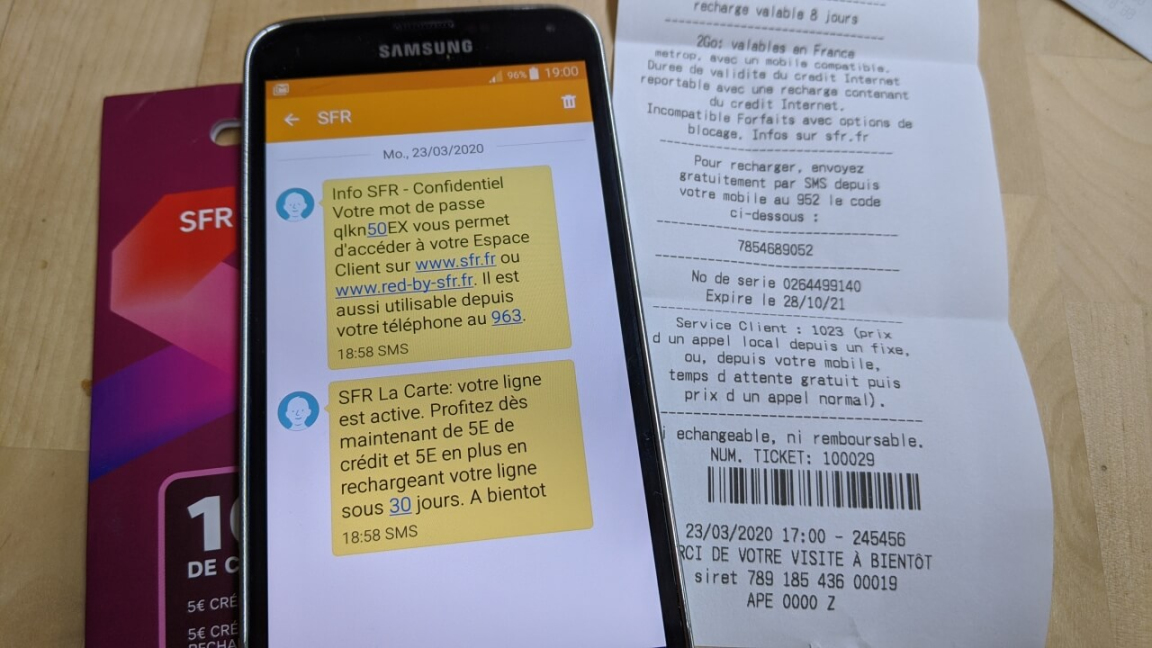 SFR
1
DE C
5€ CRÉ
5€ CRÉ
RECHA
SAMSUNG
96% 19:00
SFR
Mo., 23/03/2020
Info SFR - Confidentiel
Votre mot de passe
qlkn50EX vous permet
d'accéder à votre Espace
Client sur www.sfr.fr ou
www.red-by-sfr.fr. Il est
aussi utilisable depuis
votre téléphone au 963.
18:58 SMS
SFR La Carte: votre ligne
est active. Profitez dès
maintenant de 5E de
crédit et 5E en plus en
rechargeant votre ligne
sous 30 jours. A bientot
18:58 SMS
recharge valable 8 jours
2Go: valables en France
metrop, avec un mobile compatible.
Duree de validite du credit Internet
reportable avec une recharge contenant
du credit Internet.
Incompatible Forfaits avec options de
blocage, Infos sur sfr.fr
Pour recharger, envoyez
gratuitement par SMS depuis
votre mobile au 952 le code
ci-dessous :
7854689052
No de serie 0264499140
Expire le 28/10/21
Service Client : 1023 (prix
d un appel local depuis un fixe,
ou, depuis votre mobile,
temps d attente gratuit puis
prix d un appel normal).
i echangeable, ni remboursable.
NUM. TICKET: 100029
23/03/2020 17:00 - 245456
RCI DE VOTRE VISITE À BIENTÔT
siret 789 185 436 00019
APE 0000 Z